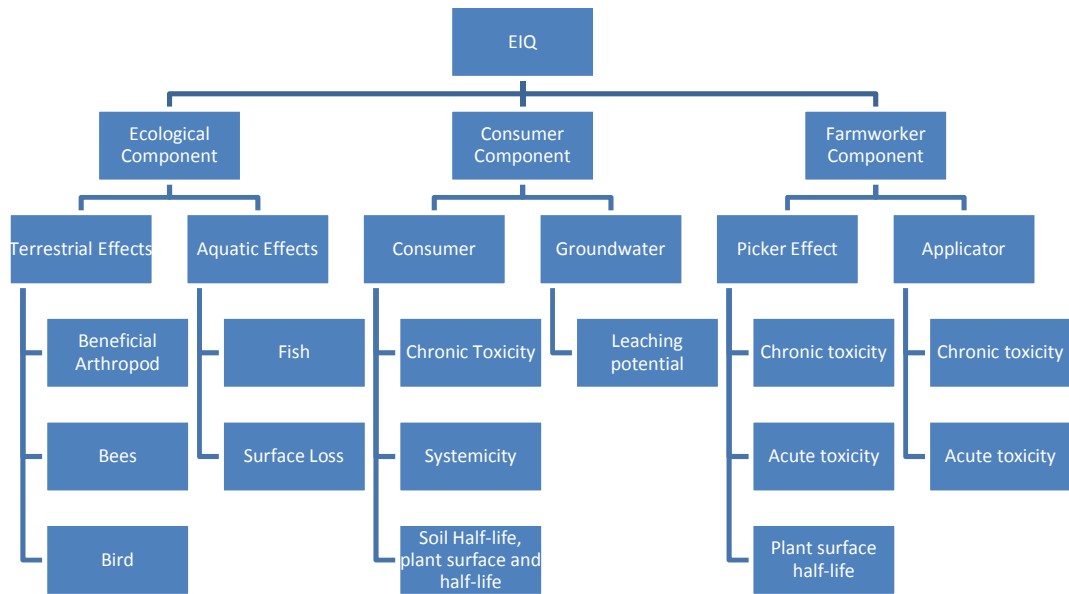 EIQ
Ecological
Component
Consumer
Component
Farmworker
Component
Terrestrial Effects
Aquatic Effects
Consumer
Groundwater
Picker Effect
Applicator
Beneficial
Arthropod
Fish
Chronic Toxicity
Leaching
potential
Chronic toxicity
Chronic toxicity
Bees
Surface Loss
Systemicity
Acute toxicity
Acute toxicity
Bird
Soil Half-life,
plant surface and
half-life
Plant surface
half-life